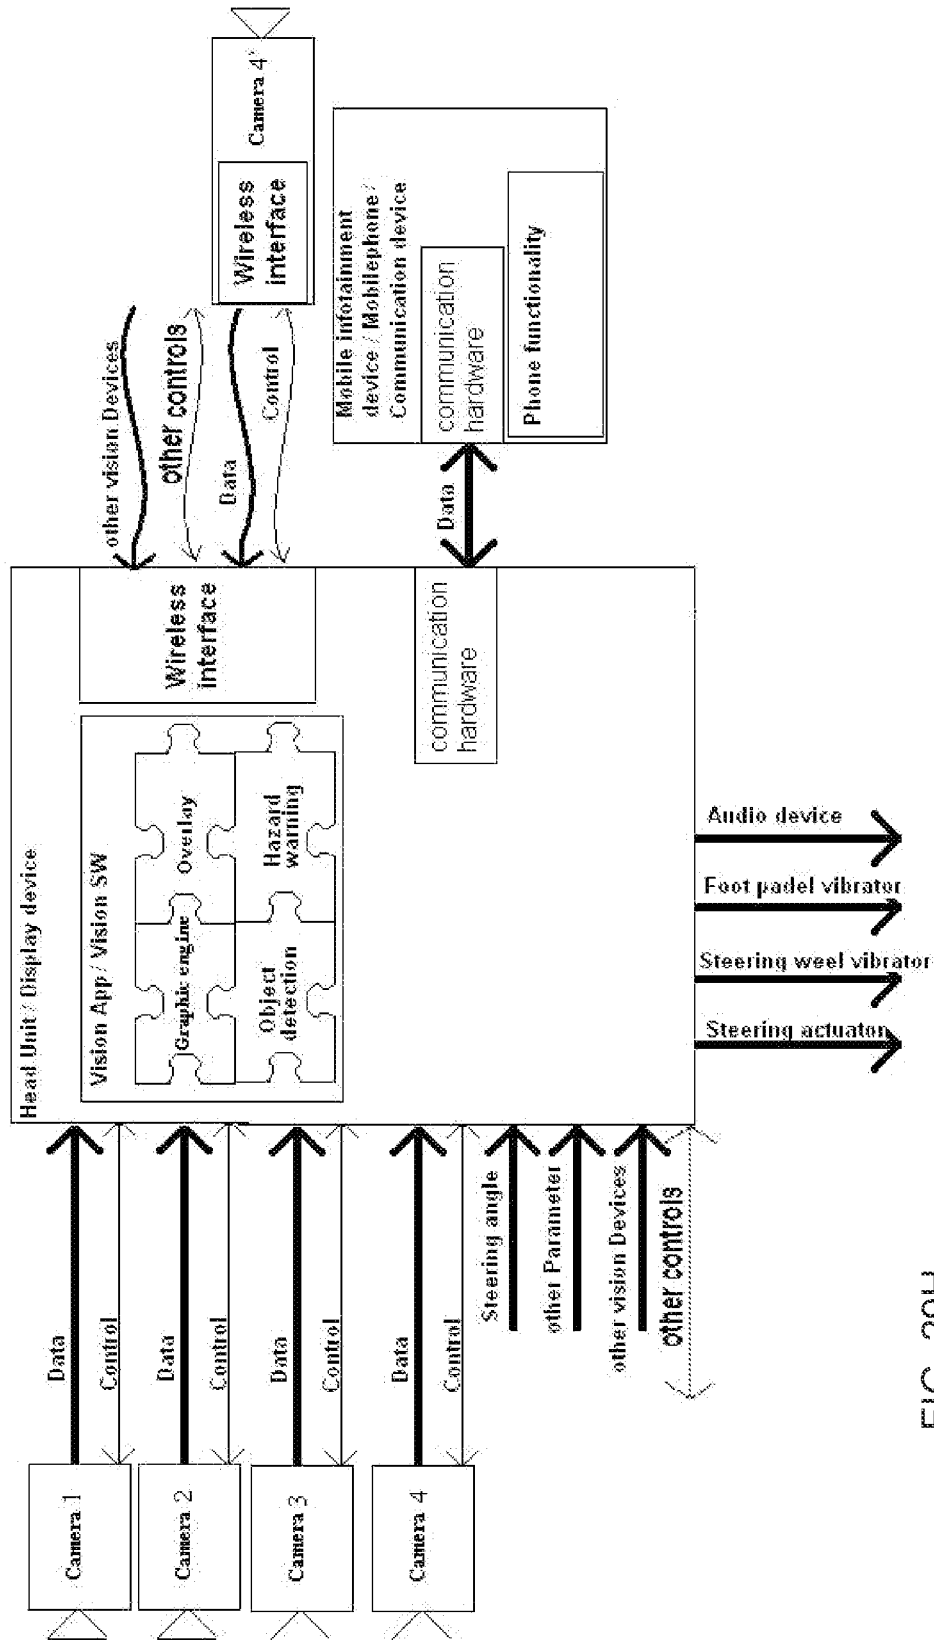 Camera 4'
Wireless
interface
other vision Devices
other controls
Data
Control
Mobile infotainment
device / Mobilephone /
Communication device
communication
hardware
Phone functionality
Data
Head Unit / Display device
Vision App / Vision SW
Graphic engine
Overlay
Object
detection
Hazard
warning
Wireless
interface
communication
hardware
Audio device
Foot padel vibrator
Steering weel vibrator
Steering actuator
Data
Control
Data
Control
Data
Control
Data
Control
Steering angle
other Parameter
other vision Devices
other controls
Camera 1
Camera 2
Camera 3
Camera 4
FIG.